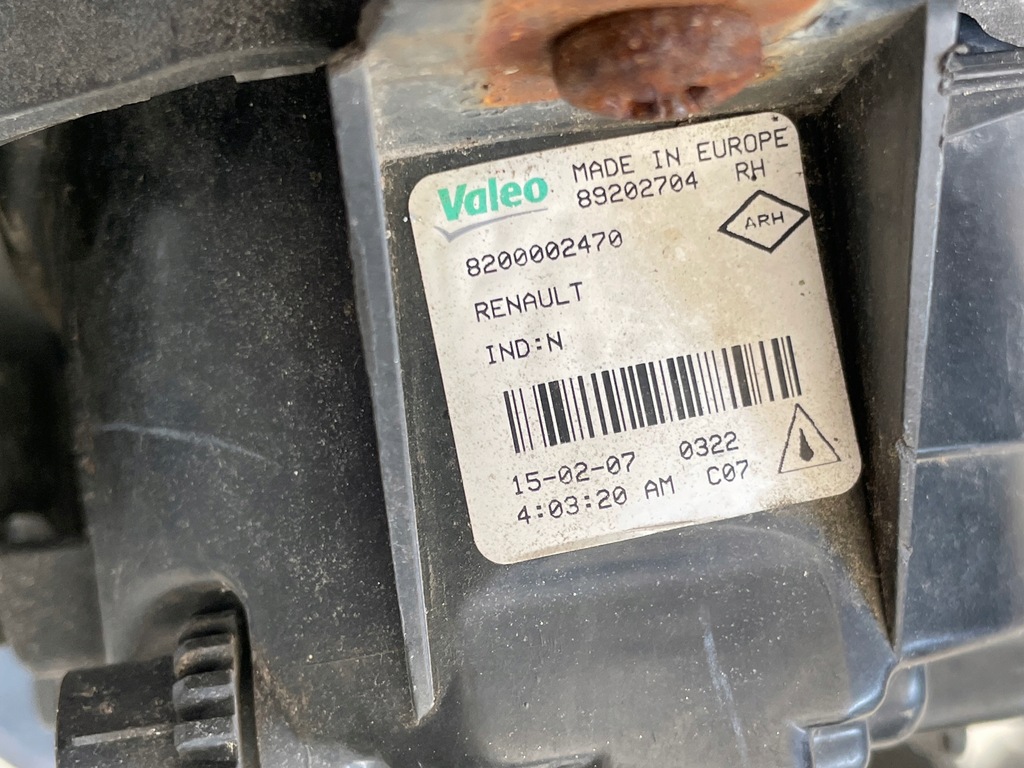 Valeo MADE IN EUROPE
89202704 RH
ARH
8200002470
RENAULT
IND:N
15-02-07 0322
4:03:20 AM C07